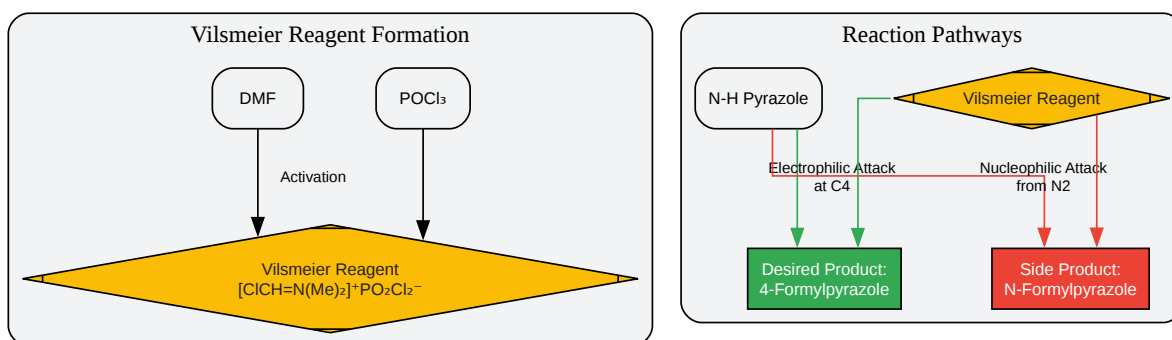 Vilsmeier Reagent Formation
DMF
POCl₃
Activation
Vilsmeier Reagent
[ClCH=N(Me)₂]⁺PO₂Cl₂⁻
Reaction Pathways
N-H Pyrazole
Vilsmeier Reagent
Electrophilic Attack
at C4
Nucleophilic Attack
from N2
Desired Product:
4-Formylpyrazole
Side Product:
N-Formylpyrazole